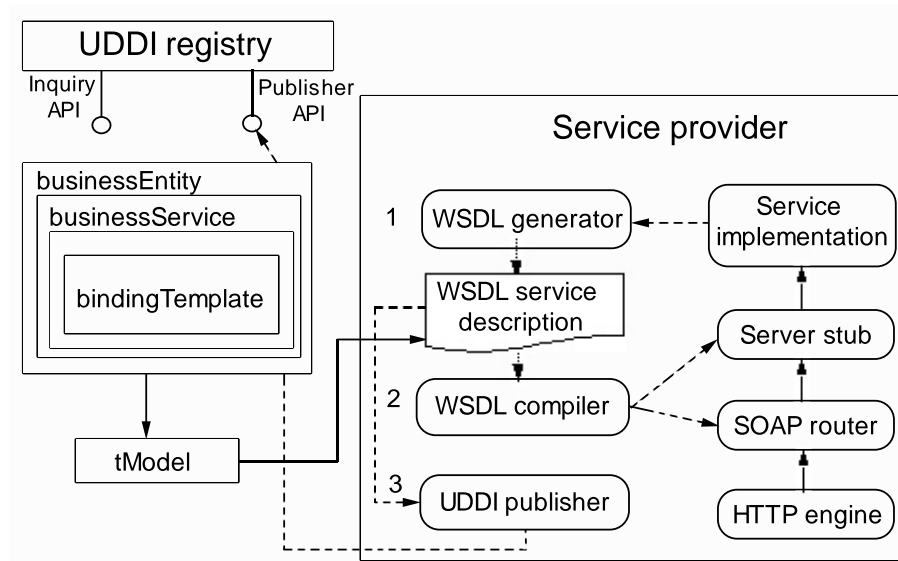 UDDI registry
Inquiry
API
Publisher
API
Service provider
businessEntity
businessService
bindingTemplate
tModel
1
WSDL generator
Service
implementation
WSDL service
description
Server stub
2
WSDL compiler
SOAP router
3
UDDI publisher
HTTP engine